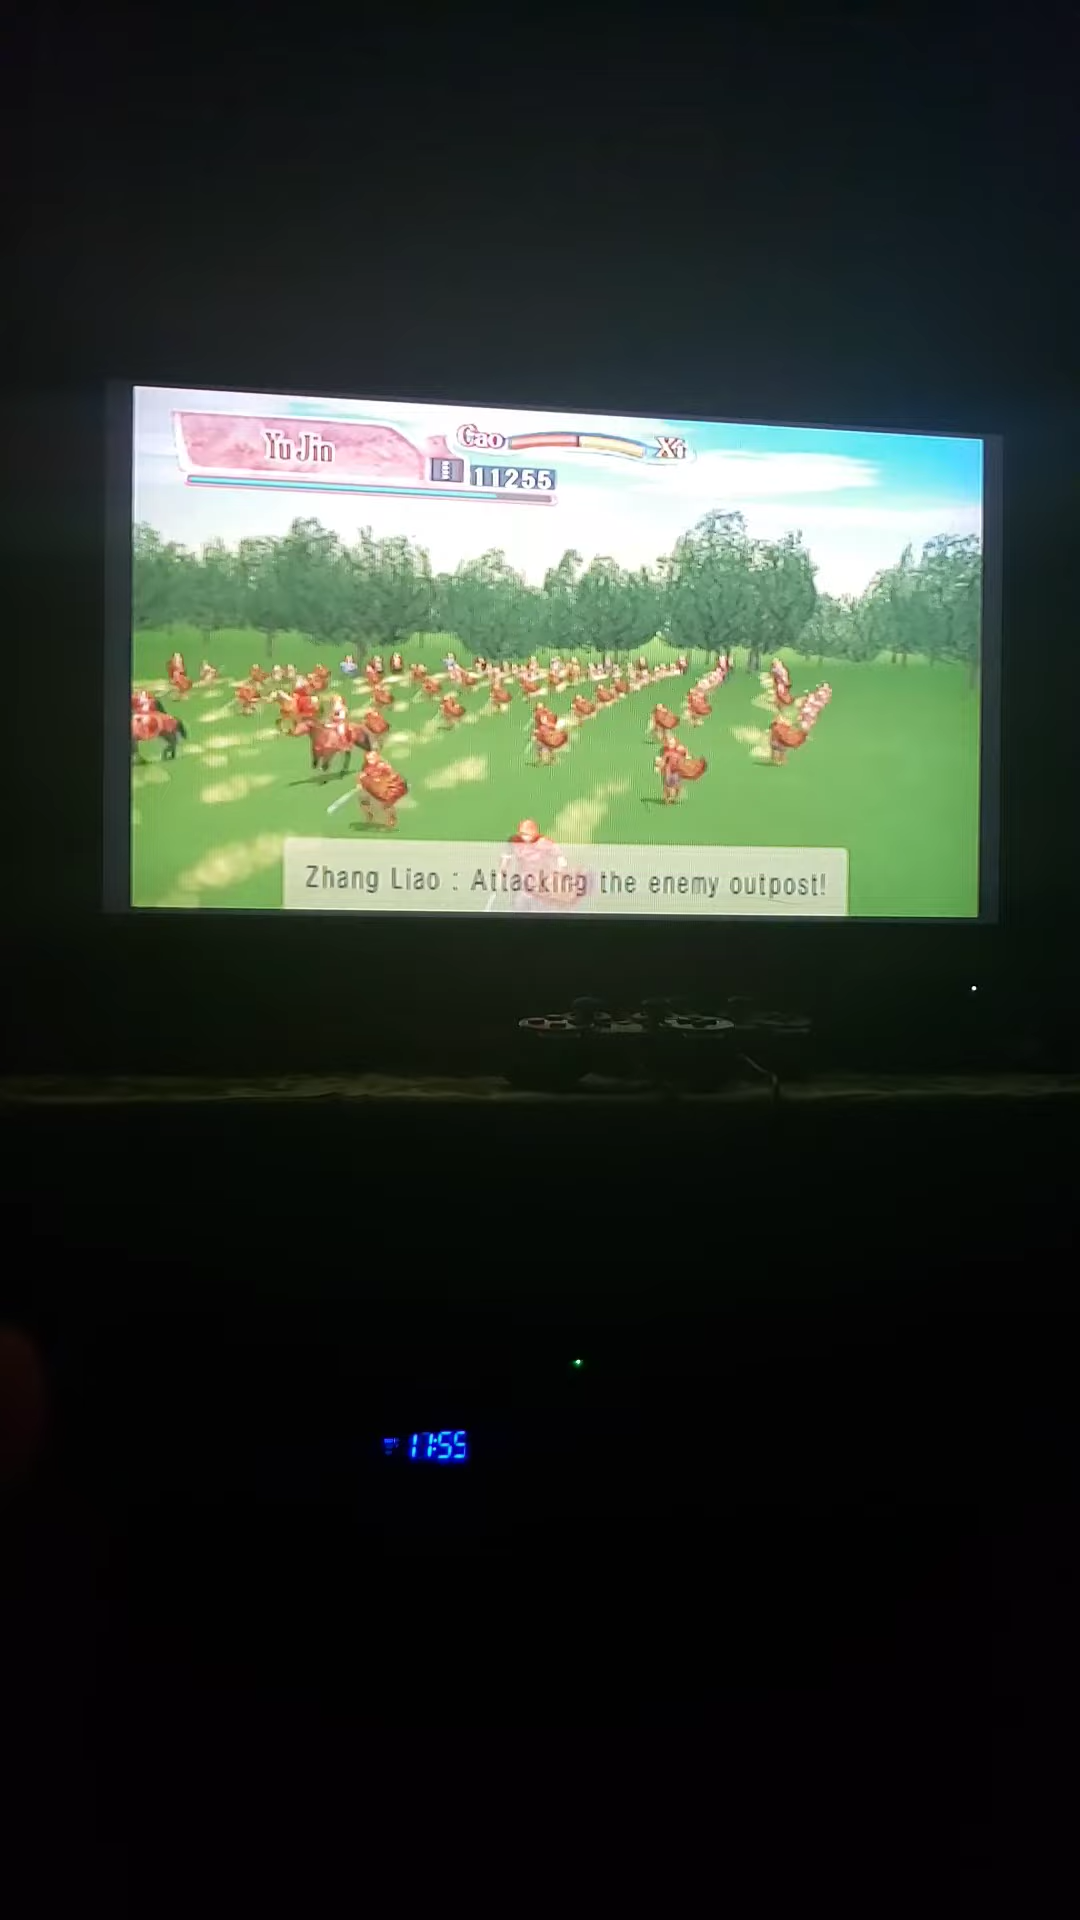 Yu Jin
Cao Xi
11255
Zhang Liao : Attacking the enemy outpost!
17:55